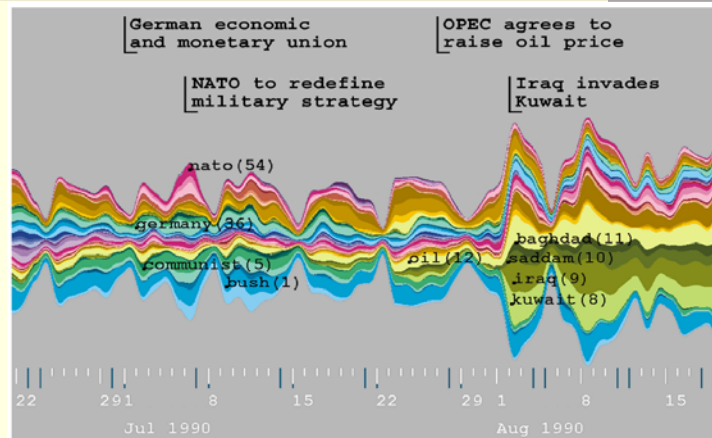 German economic
and monetary union
OPEC agrees to
raise oil price
NATO to redefine
military strategy
Iraq invades
Kuwait
nato(54)
germany(36)
communist(5)
bush(1)
oil(12)
baghdad(11)
saddam(10)
iraq(9)
kuwait(8)
22 29 1 8 15 22 29 1 8 15
Jul 1990 Aug 1990